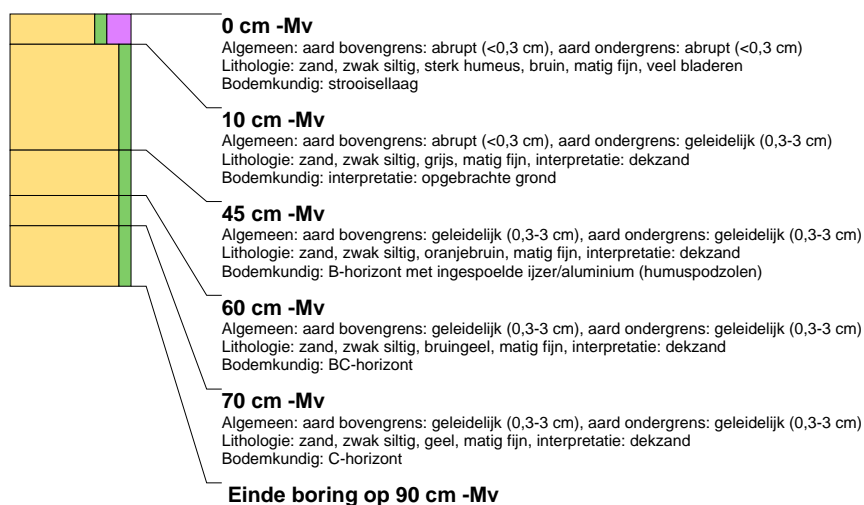 0 cm -Mv
Algemeen: aard bovengrens: abrupt (<0,3 cm), aard ondergrens: abrupt (<0,3 cm)
Lithologie: zand, zwak siltig, sterk humeus, bruin, matig fijn, veel bladeren
Bodemkundig: strooisellaag
10 cm -Mv
Algemeen: aard bovengrens: abrupt (<0,3 cm), aard ondergrens: geleidelijk (0,3-3 cm)
Lithologie: zand, zwak siltig, grijs, matig fijn, interpretatie: dekzand
Bodemkundig: interpretatie: opgebrachte grond
45 cm -Mv
Algemeen: aard bovengrens: geleidelijk (0,3-3 cm), aard ondergrens: geleidelijk (0,3-3 cm)
Lithologie: zand, zwak siltig, oranjebruin, matig fijn, interpretatie: dekzand
Bodemkundig: B-horizont met ingespoelde ijzer/aluminium (humuspodzolen)
60 cm -Mv
Algemeen: aard bovengrens: geleidelijk (0,3-3 cm), aard ondergrens: geleidelijk (0,3-3 cm)
Lithologie: zand, zwak siltig, bruingeel, matig fijn, interpretatie: dekzand
Bodemkundig: BC-horizont
70 cm -Mv
Algemeen: aard bovengrens: geleidelijk (0,3-3 cm), aard ondergrens: geleidelijk (0,3-3 cm)
Lithologie: zand, zwak siltig, geel, matig fijn, interpretatie: dekzand
Bodemkundig: C-horizont
Einde boring op 90 cm -Mv